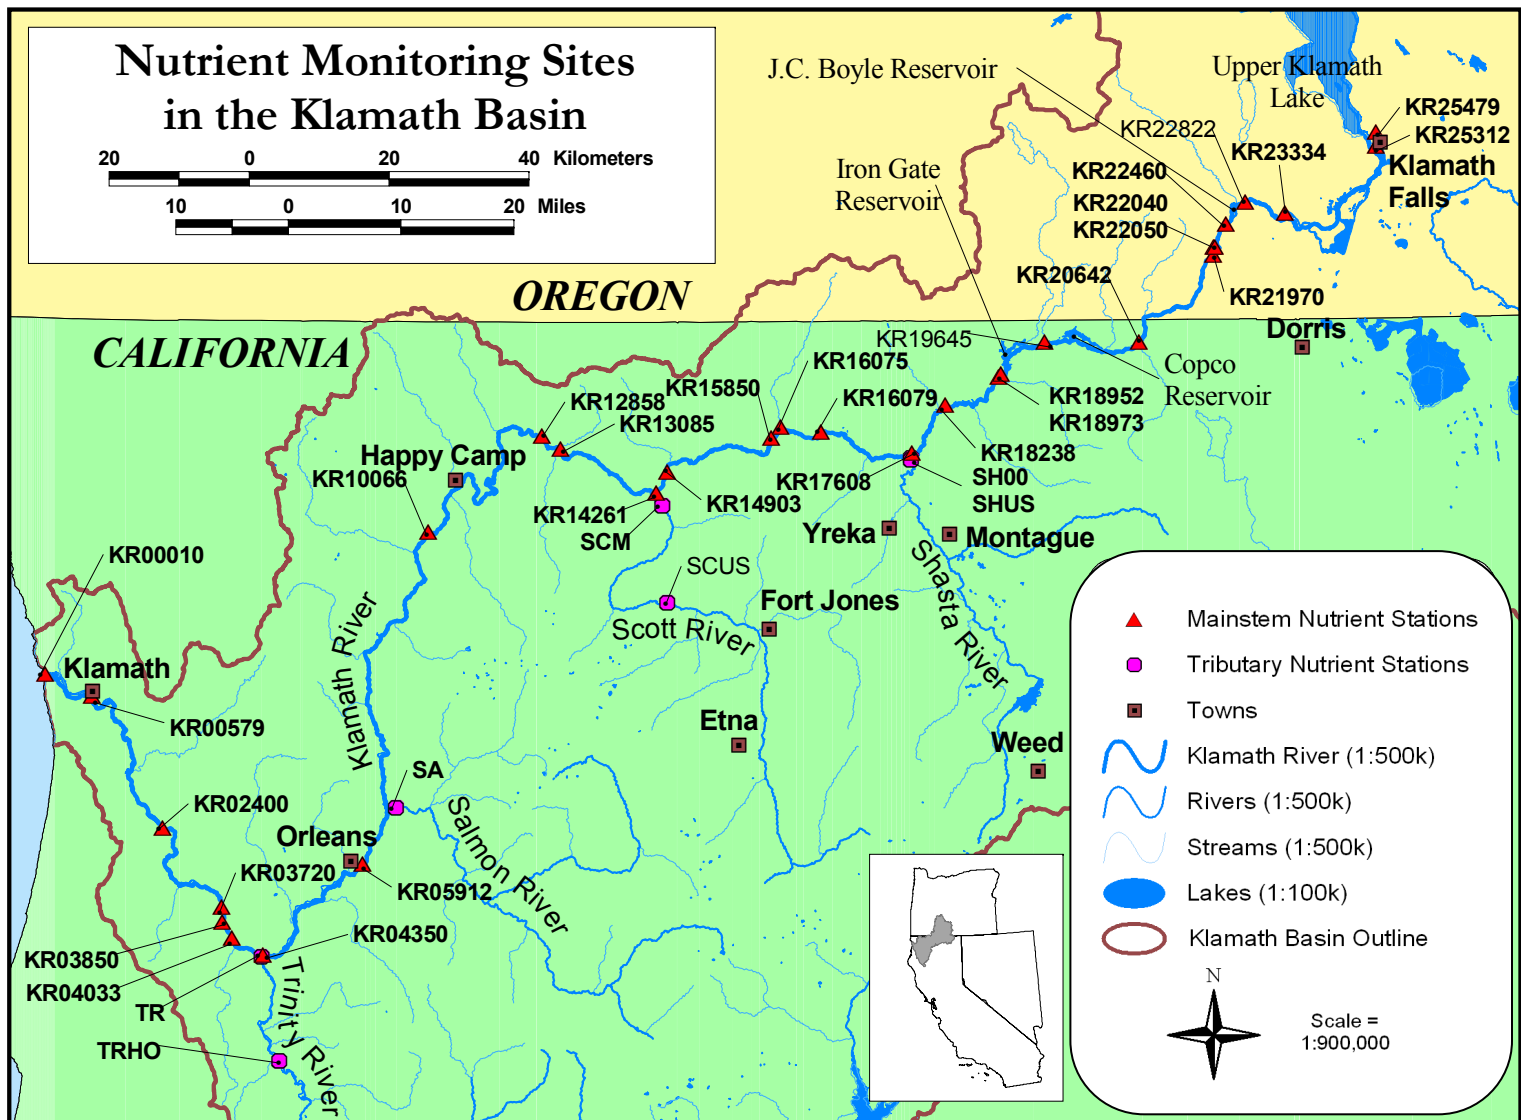 Nutrient Monitoring Sites
in the Klamath Basin
20 0 20 40 Kilometers
10 0 10 20 Miles
J.C. Boyle Reservoir
Upper Klamath
Lake
KR25479
KR25312
Klamath
Falls
KR22822
KR23334
KR22460
KR22040
KR22050
Iron Gate
Reservoir
KR20642
KR21970
OREGON
CALIFORNIA
Dorris
KR19645
Copco
Reservoir
KR16075
KR15850
KR16079
KR18952
KR18973
KR12858
KR13085
KR18238
Happy Camp
KR10066
KR17608
SH00
SHUS
KR14903
KR14261
SCM
Yreka
Montague
KR00010
SCUS
Fort Jones
Scott River
Shasta River
Klamath River
Klamath
KR00579
Etna
Weed
SA
Salmon River
KR02400
Orleans
KR03720
KR05912
KR04350
KR03850
KR04033
TR
Trinity River
TRHO
Mainstem Nutrient Stations
Tributary Nutrient Stations
Towns
Klamath River (1:500k)
Rivers (1:500k)
Streams (1:500k)
Lakes (1:100k)
Klamath Basin Outline
N
Scale =
1:900,000